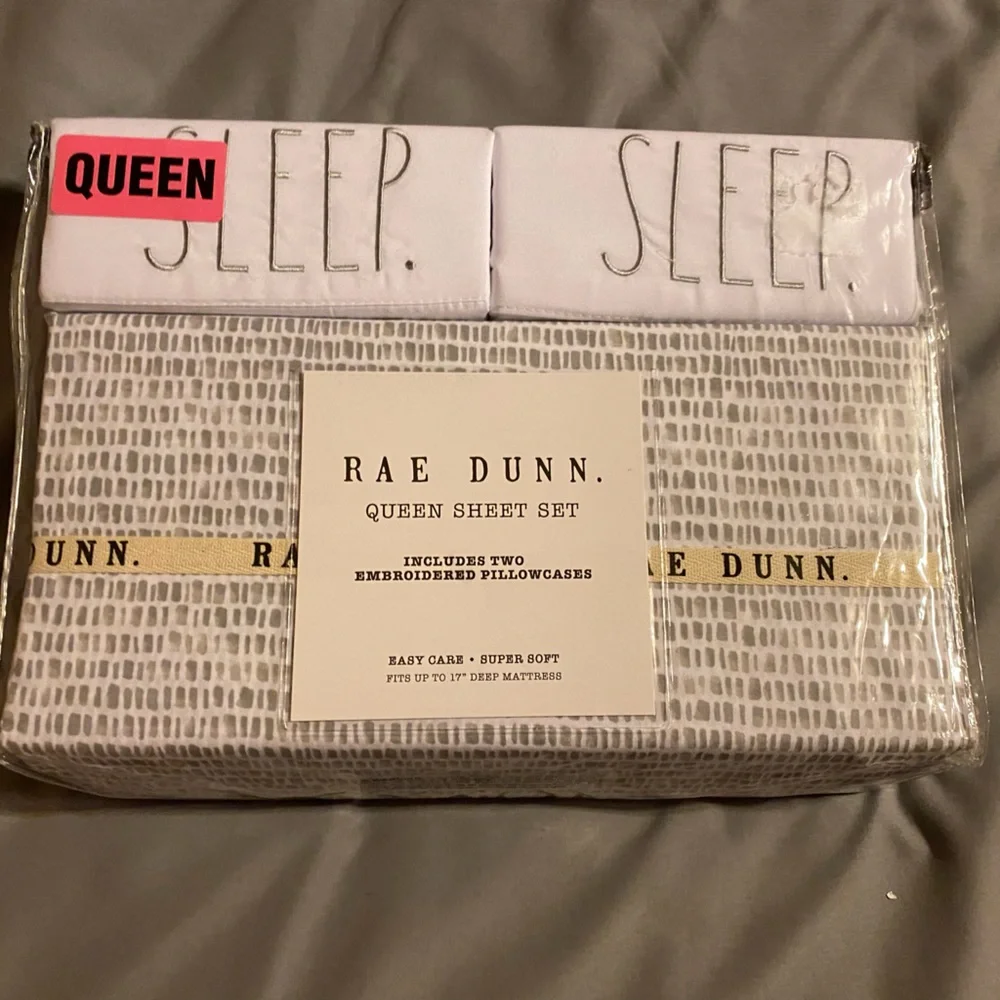 QUEEN
SLEEP.
SLEEP.
RAE DUNN.
QUEEN SHEET SET
INCLUDES TWO
EMBROIDERED PILLOWCASES
DUNN. RA AE DUNN.
EASY CARE • SUPER SOFT
FITS UP TO 17" DEEP MATTRESS